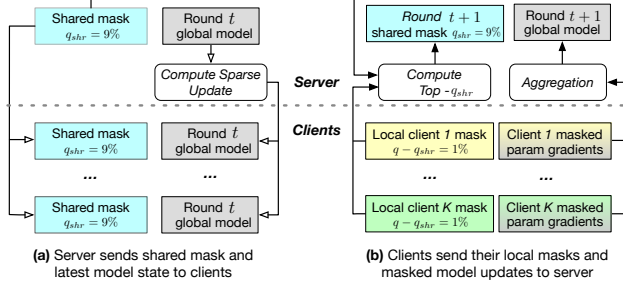 Shared mask
q_shr = 9%
Round t
global model
Compute Sparse
Update
Server
Clients
Shared mask
q_shr = 9%
Round t
global model
...
...
Shared mask
q_shr = 9%
Round t
global model
(a) Server sends shared mask and
latest model state to clients
Round t + 1
shared mask q_shr = 9%
Round t + 1
global model
Compute
Top - q_shr
Aggregation
Local client 1 mask
q − q_shr = 1%
Client 1 masked
param gradients
...
...
Local client K mask
q − q_shr = 1%
Client K masked
param gradients
(b) Clients send their local masks and
masked model updates to server